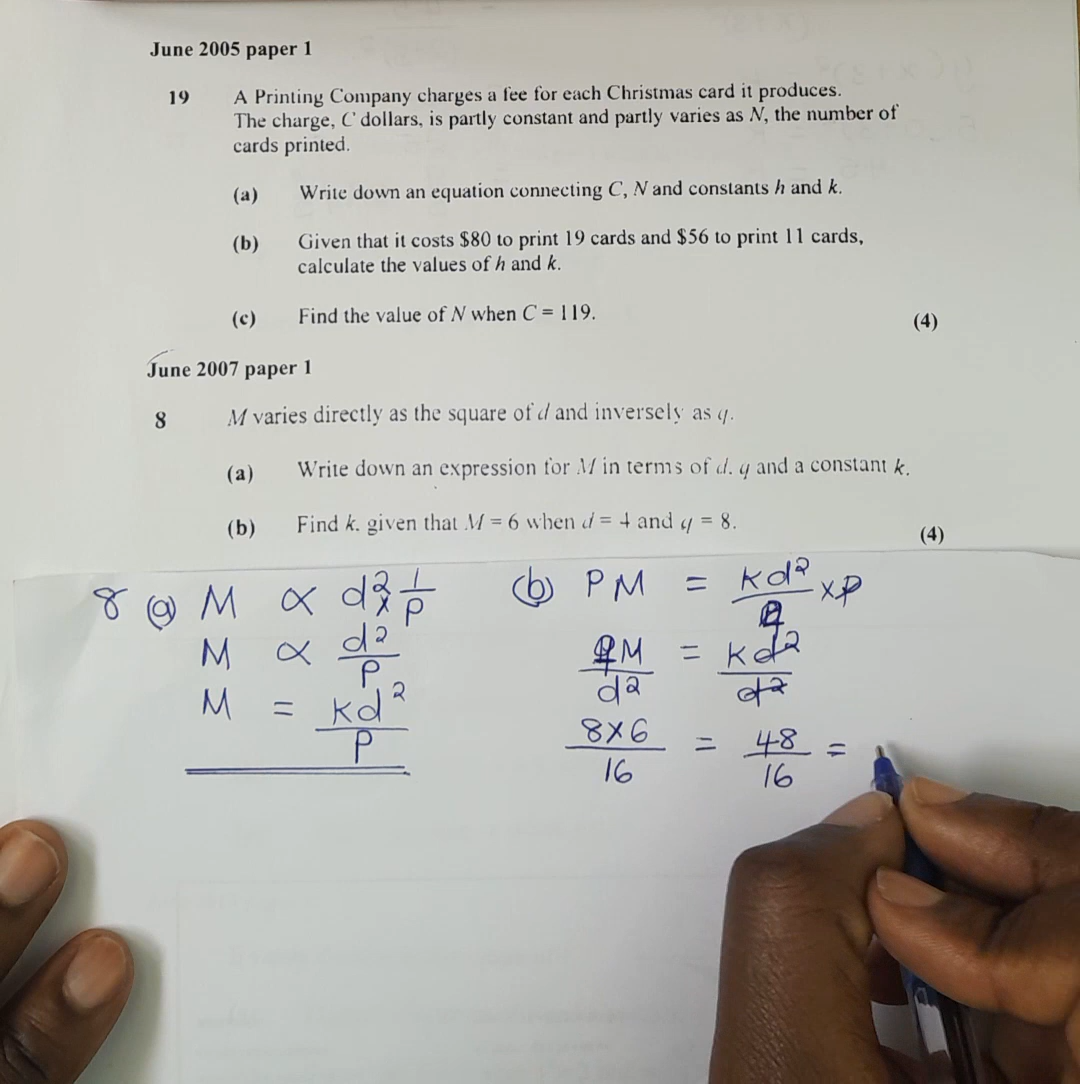 June 2005 paper 1
19 A Printing Company charges a fee for each Christmas card it produces.
The charge, C dollars, is partly constant and partly varies as N, the number of
cards printed.
(a) Write down an equation connecting C, N and constants h and k.
(b) Given that it costs $80 to print 19 cards and $56 to print 11 cards,
calculate the values of h and k.
(c) Find the value of N when C = 119.
(4)
June 2007 paper 1
8 M varies directly as the square of d and inversely as q.
(a) Write down an expression for M in terms of d. q and a constant k.
(b) Find k. given that M = 6 when d = 4 and q = 8.
(4)
8 (a) M ∝ d² × 1/P
M ∝ d²/P
M = kd²/P
(b) PM = kd²/q × P
qM/d² = kd²/d²
8×6/16 = 48/16 =